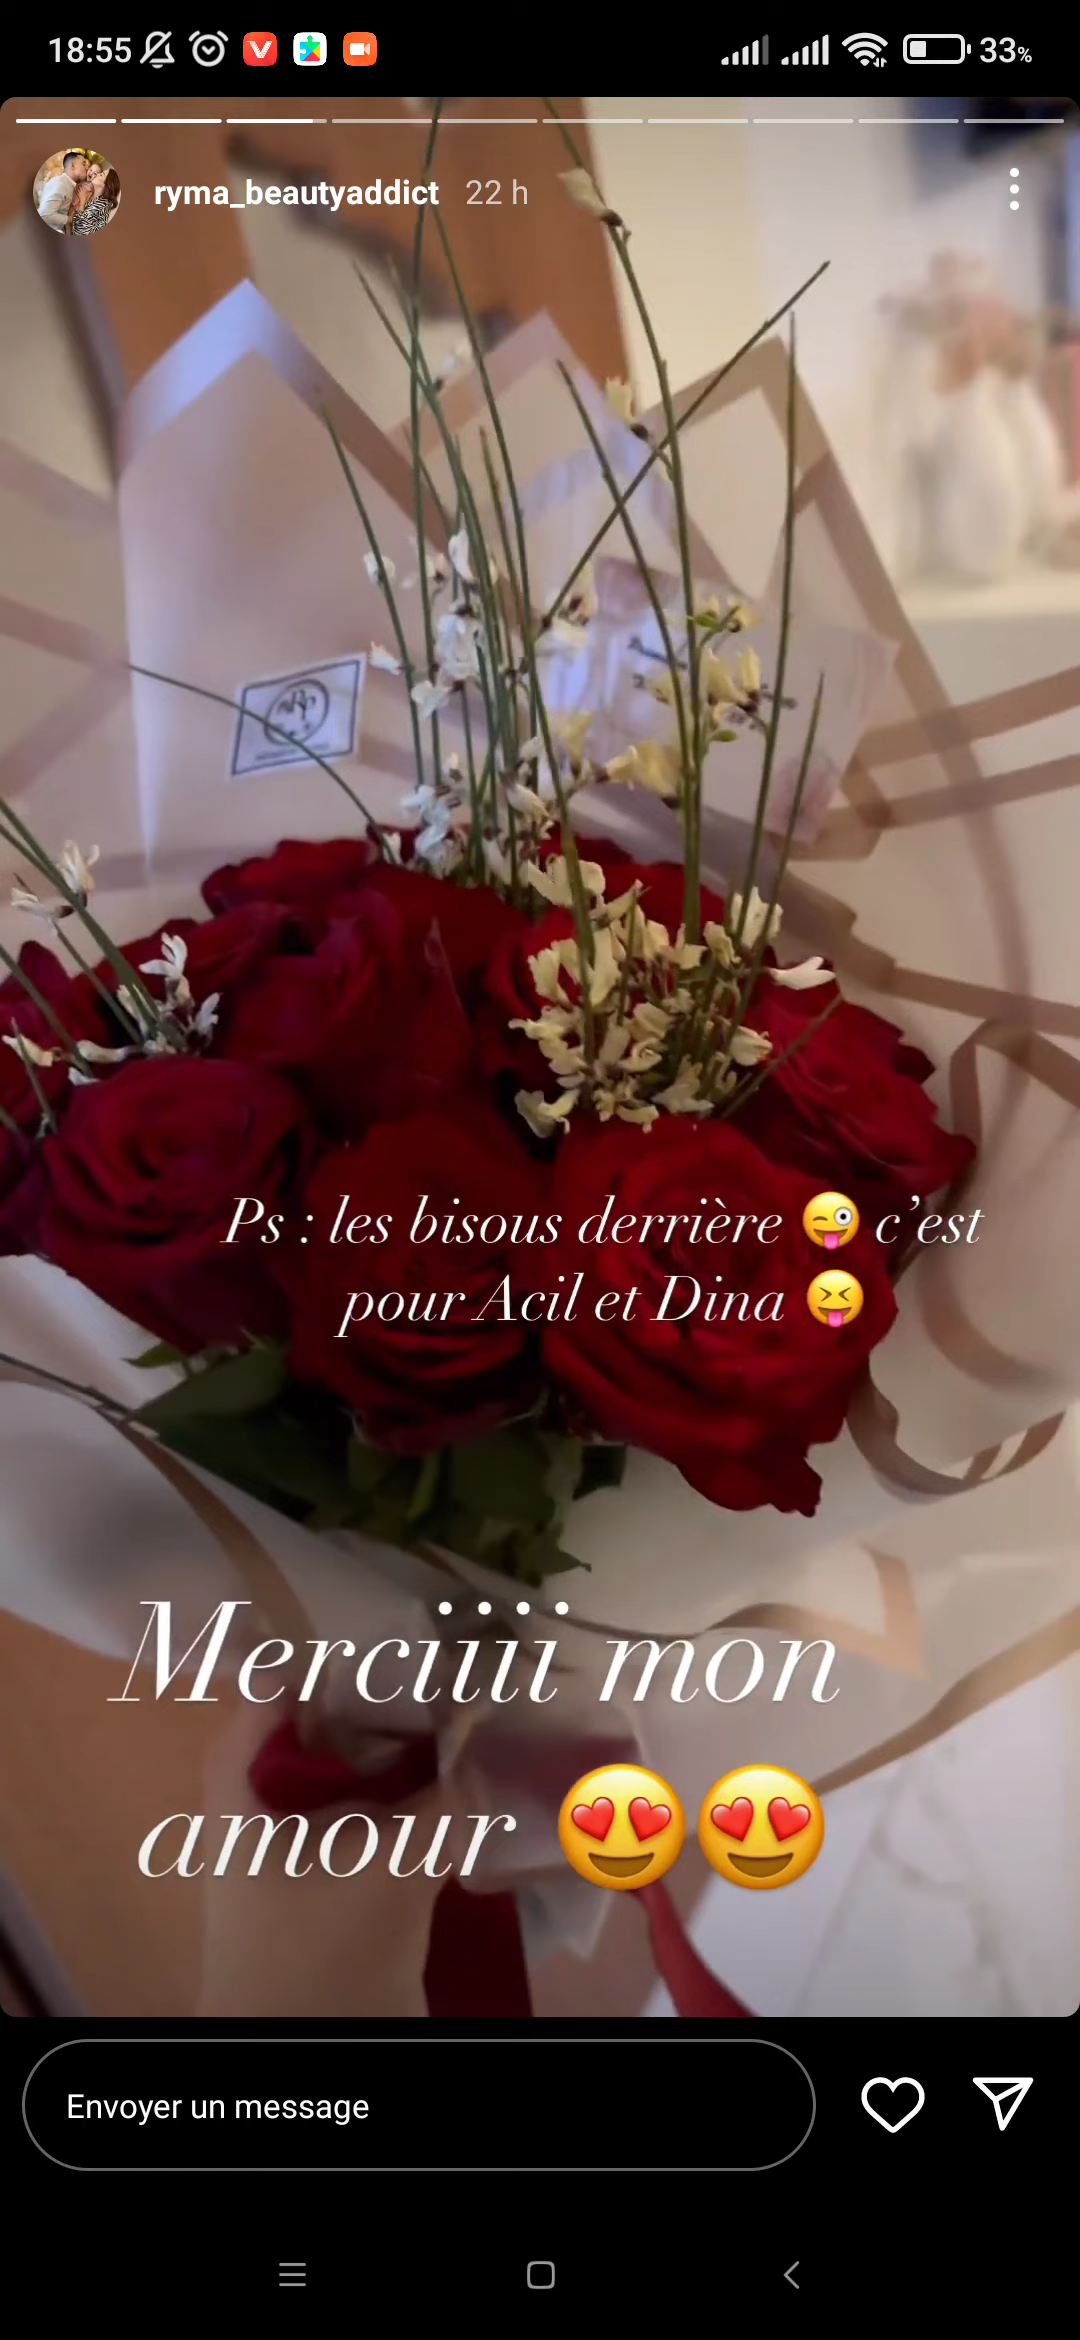 18:55 33%
ryma_beautyaddict 22 h
Ps : les bisous derrière 😜 c’est
pour Acil et Dina 😝
Merciiii mon
amour 😍😍
Envoyer un message